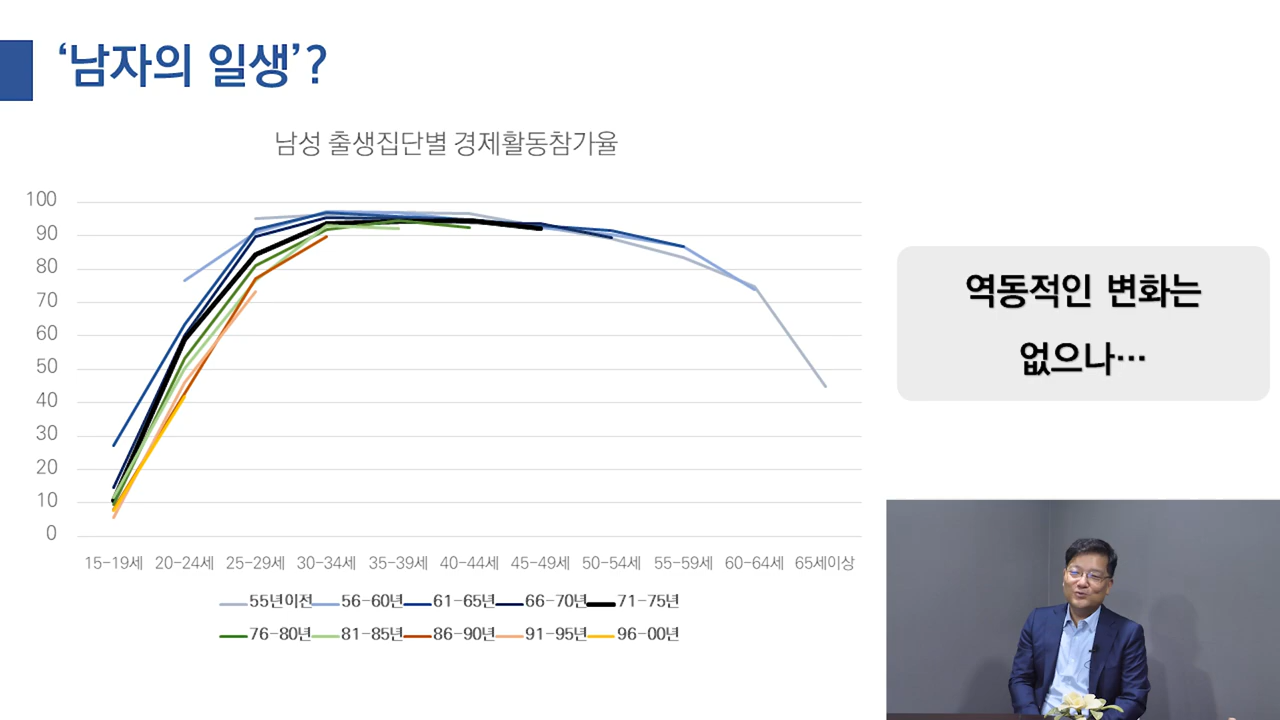 ‘남자의 일생’?
남성 출생집단별 경제활동참가율
100
90
80
70
60
50
40
30
20
10
0
15-19세 20-24세 25-29세 30-34세 35-39세 40-44세 45-49세 50-54세 55-59세 60-64세 65세이상
55년이전 56-60년 61-65년 66-70년 71-75년
76-80년 81-85년 86-90년 91-95년 96-00년
역동적인 변화는
없으나…